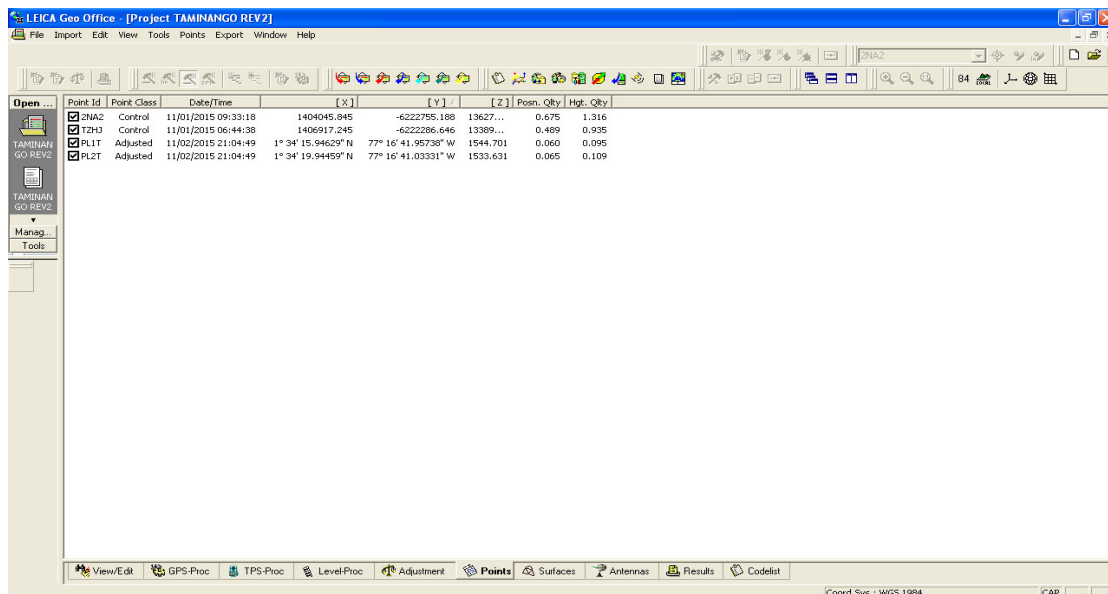 LEICA Geo Office - [Project TAMINANGO REV2]
File Import Edit View Tools Points Export Window Help
2NA2
84 LOCAL
Open ...
TAMINAN
GO REV2
TAMINAN
GO REV2
Manag...
Tools
Point Id Point Class Date/Time [ X ] [ Y ] / [ Z ] Posn. Qlty Hgt. Qlty
2NA2 Control 11/01/2015 09:33:18 1404045.845 -6222755.188 13627... 0.675 1.316
TZHJ Control 11/01/2015 06:44:38 1406917.245 -6222286.646 13389... 0.489 0.935
PL1T Adjusted 11/02/2015 21:04:49 1° 34' 15.94629" N 77° 16' 41.95738" W 1544.701 0.060 0.095
PL2T Adjusted 11/02/2015 21:04:49 1° 34' 19.94459" N 77° 16' 41.03331" W 1533.631 0.065 0.109
View/Edit GPS-Proc TPS-Proc Level-Proc Adjustment Points Surfaces Antennas Results Codelist
Coord Sys.: WGS 1984 CAP